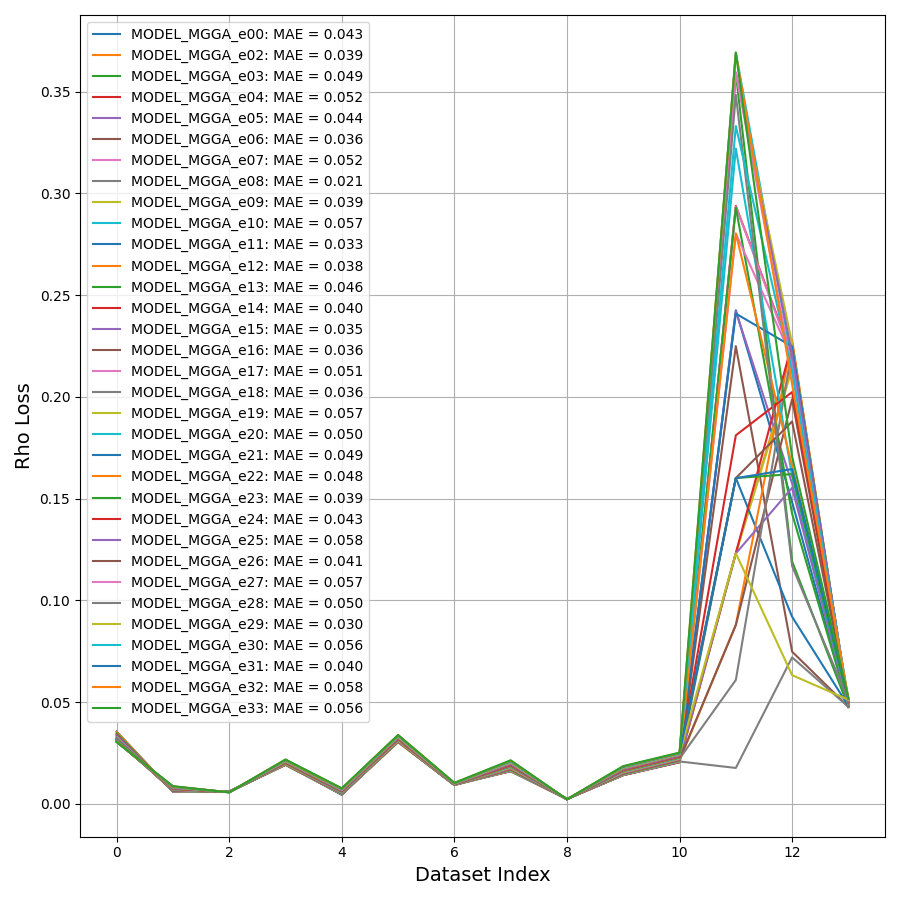 MODEL_MGGA_e00: MAE = 0.043
MODEL_MGGA_e02: MAE = 0.039
MODEL_MGGA_e03: MAE = 0.049
MODEL_MGGA_e04: MAE = 0.052
MODEL_MGGA_e05: MAE = 0.044
MODEL_MGGA_e06: MAE = 0.036
MODEL_MGGA_e07: MAE = 0.052
MODEL_MGGA_e08: MAE = 0.021
MODEL_MGGA_e09: MAE = 0.039
MODEL_MGGA_e10: MAE = 0.057
MODEL_MGGA_e11: MAE = 0.033
MODEL_MGGA_e12: MAE = 0.038
MODEL_MGGA_e13: MAE = 0.046
MODEL_MGGA_e14: MAE = 0.040
MODEL_MGGA_e15: MAE = 0.035
MODEL_MGGA_e16: MAE = 0.036
MODEL_MGGA_e17: MAE = 0.051
MODEL_MGGA_e18: MAE = 0.036
MODEL_MGGA_e19: MAE = 0.057
MODEL_MGGA_e20: MAE = 0.050
MODEL_MGGA_e21: MAE = 0.049
MODEL_MGGA_e22: MAE = 0.048
MODEL_MGGA_e23: MAE = 0.039
MODEL_MGGA_e24: MAE = 0.043
MODEL_MGGA_e25: MAE = 0.058
MODEL_MGGA_e26: MAE = 0.041
MODEL_MGGA_e27: MAE = 0.057
MODEL_MGGA_e28: MAE = 0.050
MODEL_MGGA_e29: MAE = 0.030
MODEL_MGGA_e30: MAE = 0.056
MODEL_MGGA_e31: MAE = 0.040
MODEL_MGGA_e32: MAE = 0.058
MODEL_MGGA_e33: MAE = 0.056
Rho Loss
0.35
0.30
0.25
0.20
0.15
0.10
0.05
0.00
0 2 4 6 8 10 12
Dataset Index